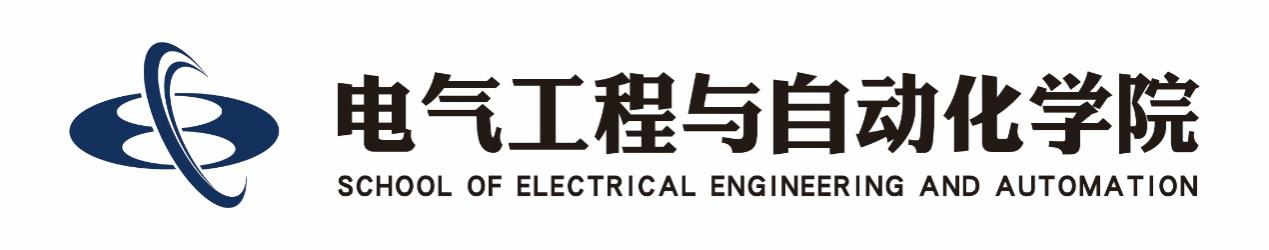 电气工程与自动化学院
SCHOOL OF ELECTRICAL ENGINEERING AND AUTOMATION